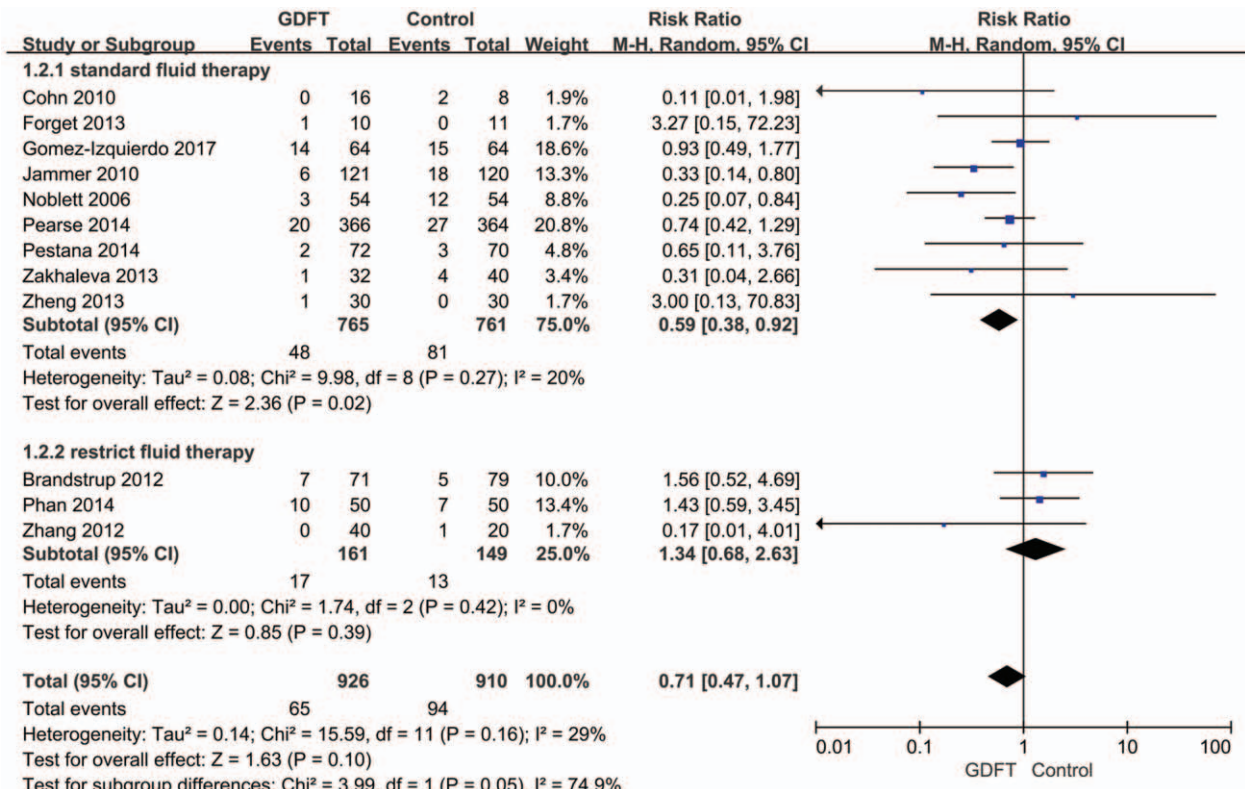 GDFT Control Risk Ratio Risk Ratio
Study or Subgroup Events Total Events Total Weight M-H, Random, 95% CI M-H, Random, 95% CI
1.2.1 standard fluid therapy
Cohn 2010 0 16 2 8 1.9% 0.11 [0.01, 1.98]
Forget 2013 1 10 0 11 1.7% 3.27 [0.15, 72.23]
Gomez-Izquierdo 2017 14 64 15 64 18.6% 0.93 [0.49, 1.77]
Jammer 2010 6 121 18 120 13.3% 0.33 [0.14, 0.80]
Noblett 2006 3 54 12 54 8.8% 0.25 [0.07, 0.84]
Pearse 2014 20 366 27 364 20.8% 0.74 [0.42, 1.29]
Pestana 2014 2 72 3 70 4.8% 0.65 [0.11, 3.76]
Zakhaleva 2013 1 32 4 40 3.4% 0.31 [0.04, 2.66]
Zheng 2013 1 30 0 30 1.7% 3.00 [0.13, 70.83]
Subtotal (95% CI) 765 761 75.0% 0.59 [0.38, 0.92]
Total events 48 81
Heterogeneity: Tau² = 0.08; Chi² = 9.98, df = 8 (P = 0.27); I² = 20%
Test for overall effect: Z = 2.36 (P = 0.02)
1.2.2 restrict fluid therapy
Brandstrup 2012 7 71 5 79 10.0% 1.56 [0.52, 4.69]
Phan 2014 10 50 7 50 13.4% 1.43 [0.59, 3.45]
Zhang 2012 0 40 1 20 1.7% 0.17 [0.01, 4.01]
Subtotal (95% CI) 161 149 25.0% 1.34 [0.68, 2.63]
Total events 17 13
Heterogeneity: Tau² = 0.00; Chi² = 1.74, df = 2 (P = 0.42); I² = 0%
Test for overall effect: Z = 0.85 (P = 0.39)
Total (95% CI) 926 910 100.0% 0.71 [0.47, 1.07]
Total events 65 94
Heterogeneity: Tau² = 0.14; Chi² = 15.59, df = 11 (P = 0.16); I² = 29%
Test for overall effect: Z = 1.63 (P = 0.10)
Test for subgroup differences: Chi² = 3.99, df = 1 (P = 0.05), I² = 74.9%
0.01 0.1 1 10 100
GDFT Control